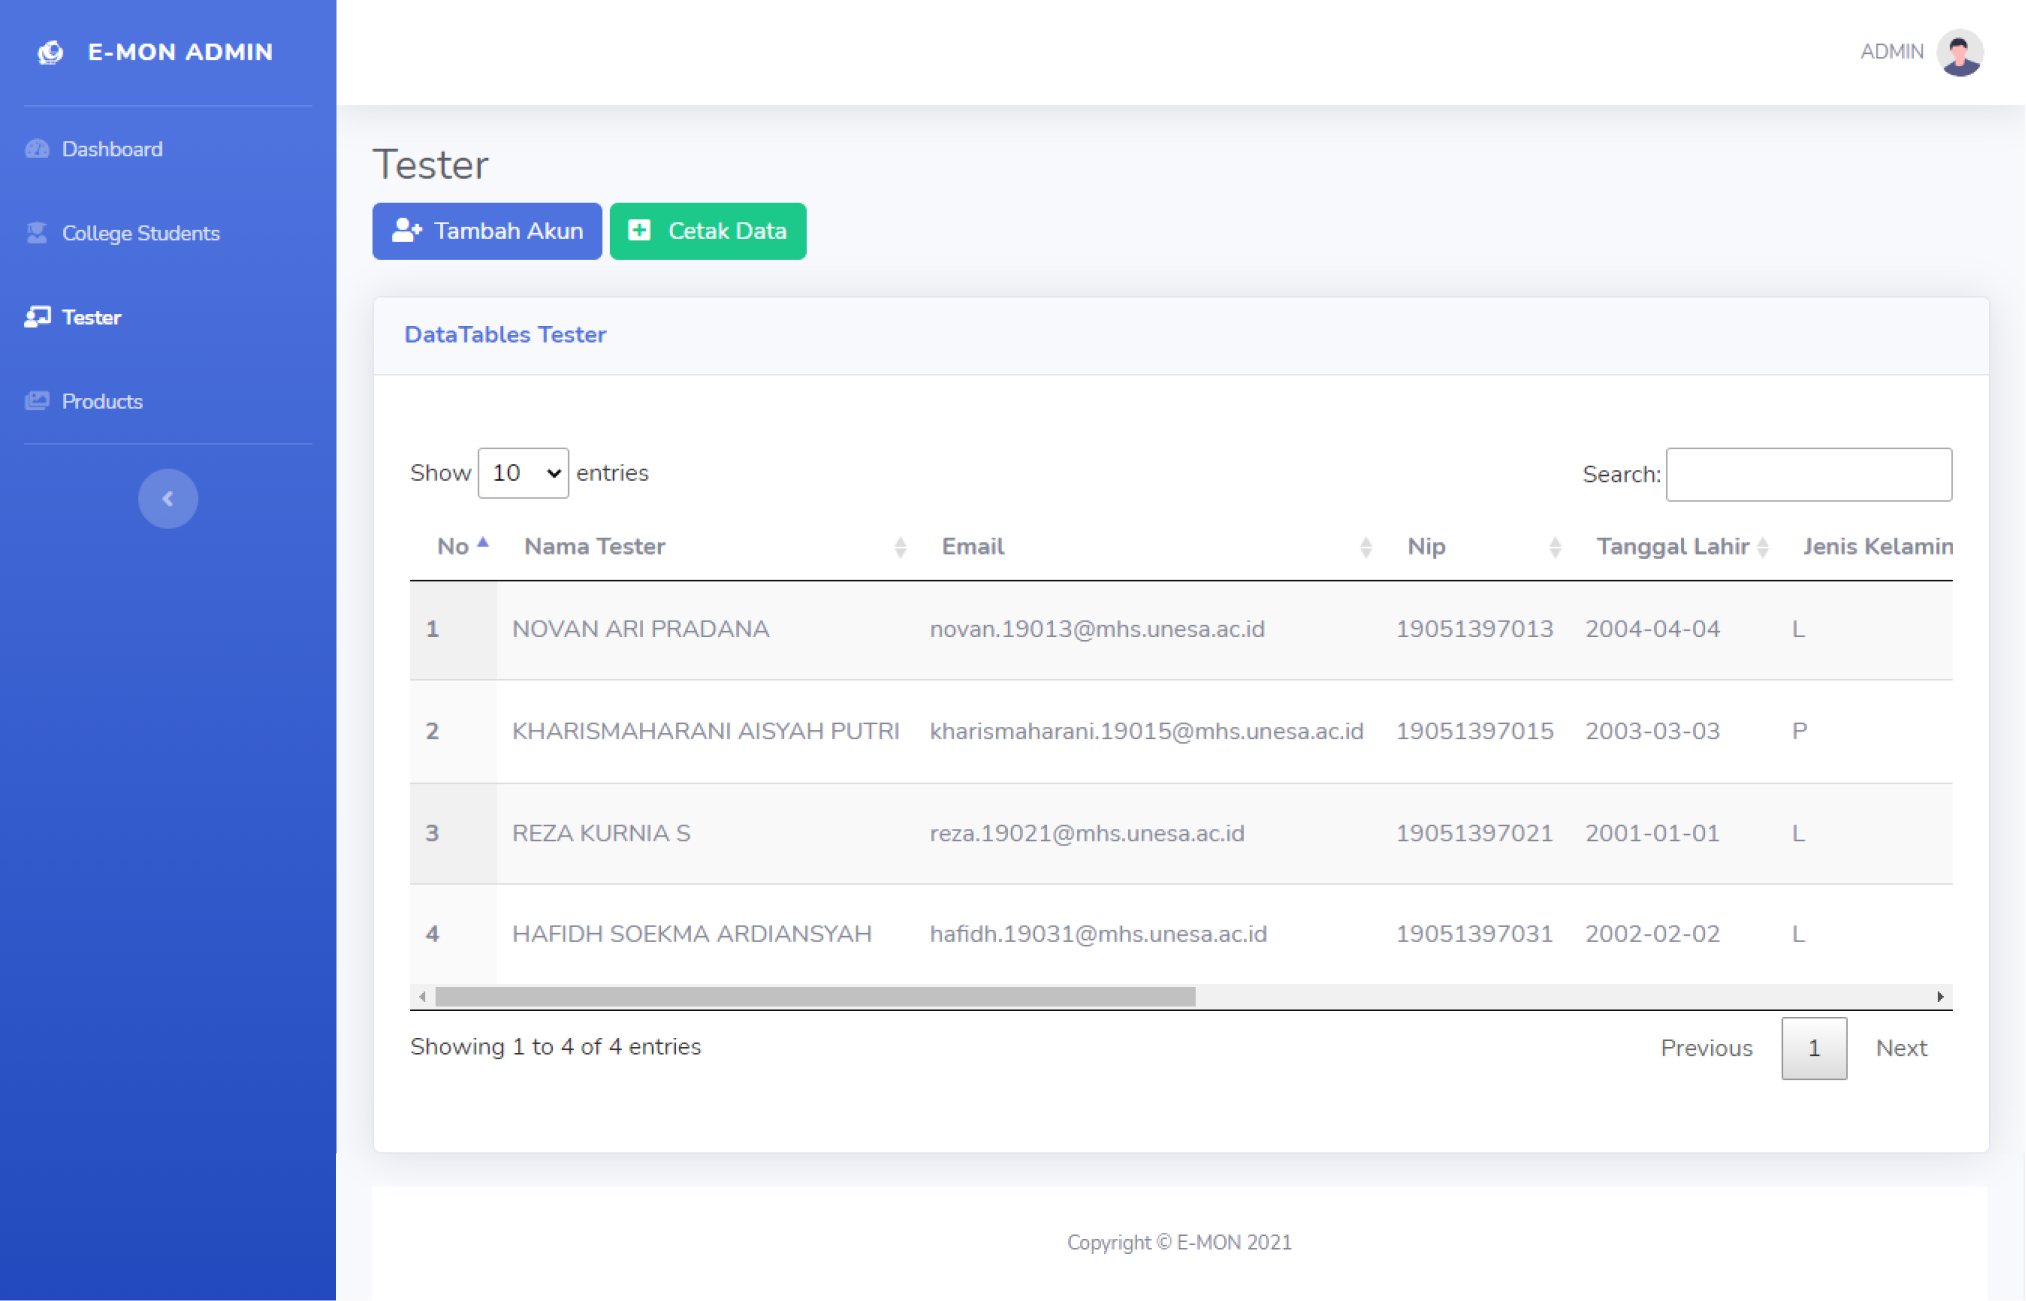 E-MON ADMIN
ADMIN
Dashboard
College Students
Tester
Products
Tester
Tambah Akun
Cetak Data
DataTables Tester
Show 10 entries
Search:
No Nama Tester Email Nip Tanggal Lahir Jenis Kelamin
1 NOVAN ARI PRADANA novan.19013@mhs.unesa.ac.id 19051397013 2004-04-04 L
2 KHARISMAHARANI AISYAH PUTRI kharismaharani.19015@mhs.unesa.ac.id 19051397015 2003-03-03 P
3 REZA KURNIA S reza.19021@mhs.unesa.ac.id 19051397021 2001-01-01 L
4 HAFIDH SOEKMA ARDIANSYAH hafidh.19031@mhs.unesa.ac.id 19051397031 2002-02-02 L
Showing 1 to 4 of 4 entries
Previous 1 Next
Copyright © E-MON 2021